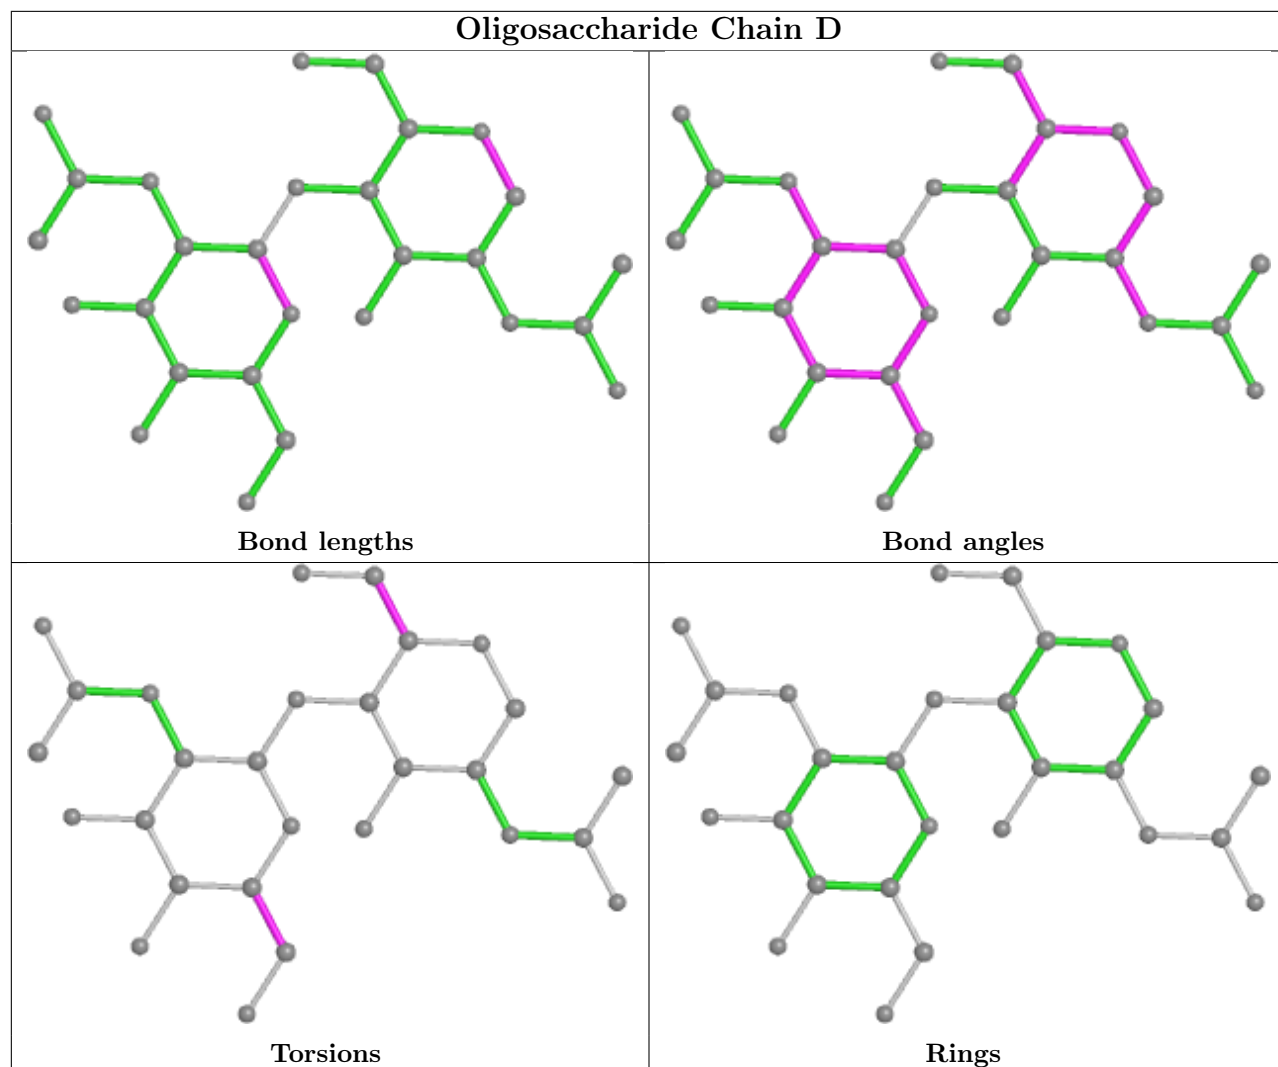 Oligosaccharide Chain D
Bond lengths
Bond angles
Torsions
Rings